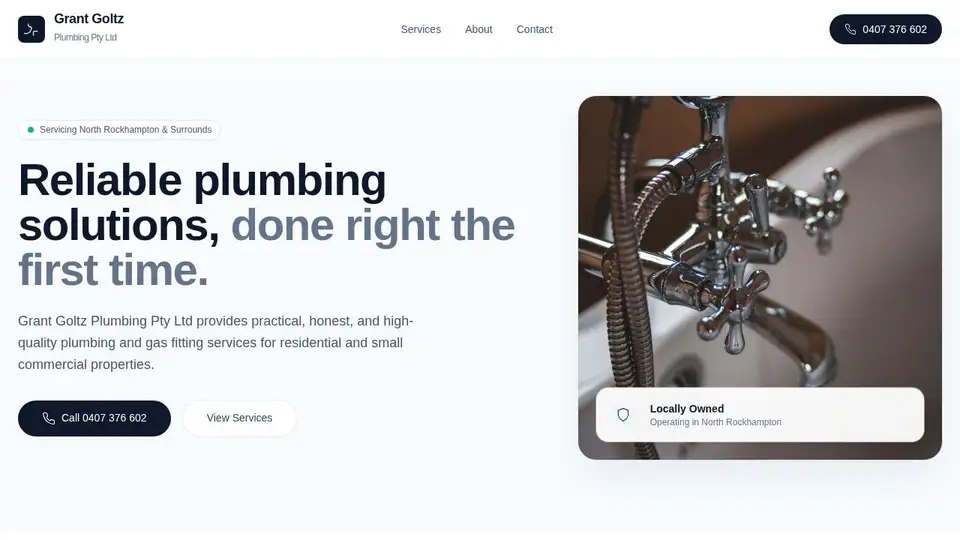 Grant Goltz
Plumbing Pty Ltd
Services
About
Contact
0407 376 602
Servicing North Rockhampton & Surrounds
Reliable plumbing
solutions, done right the
first time.
Grant Goltz Plumbing Pty Ltd provides practical, honest, and high-
quality plumbing and gas fitting services for residential and small
commercial properties.
Call 0407 376 602
View Services
Locally Owned
Operating in North Rockhampton